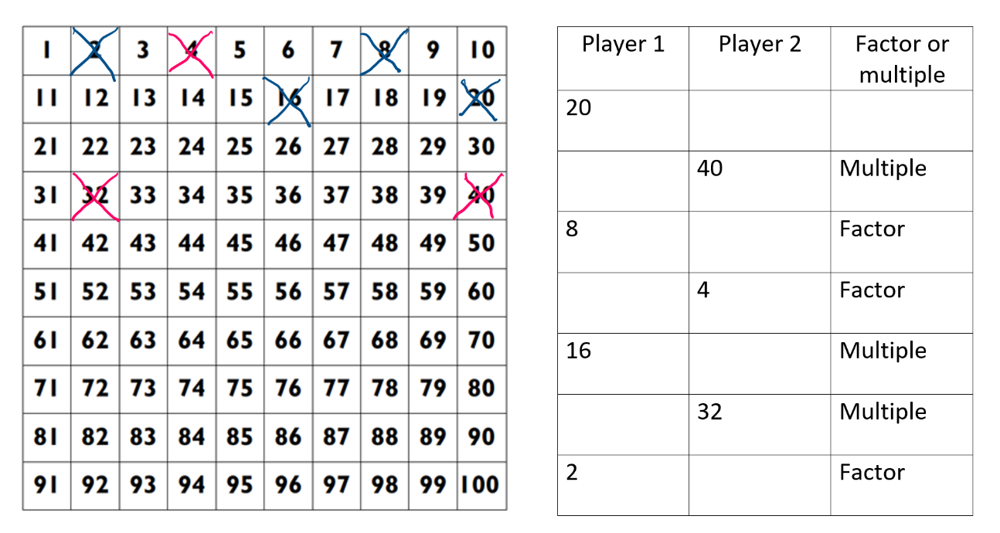 1 2 3 4 5 6 7 8 9 10
11 12 13 14 15 16 17 18 19 20
21 22 23 24 25 26 27 28 29 30
31 32 33 34 35 36 37 38 39 40
41 42 43 44 45 46 47 48 49 50
51 52 53 54 55 56 57 58 59 60
61 62 63 64 65 66 67 68 69 70
71 72 73 74 75 76 77 78 79 80
81 82 83 84 85 86 87 88 89 90
91 92 93 94 95 96 97 98 99 100
Player 1 Player 2 Factor or
multiple
20
40 Multiple
8 Factor
4 Factor
16 Multiple
32 Multiple
2 Factor